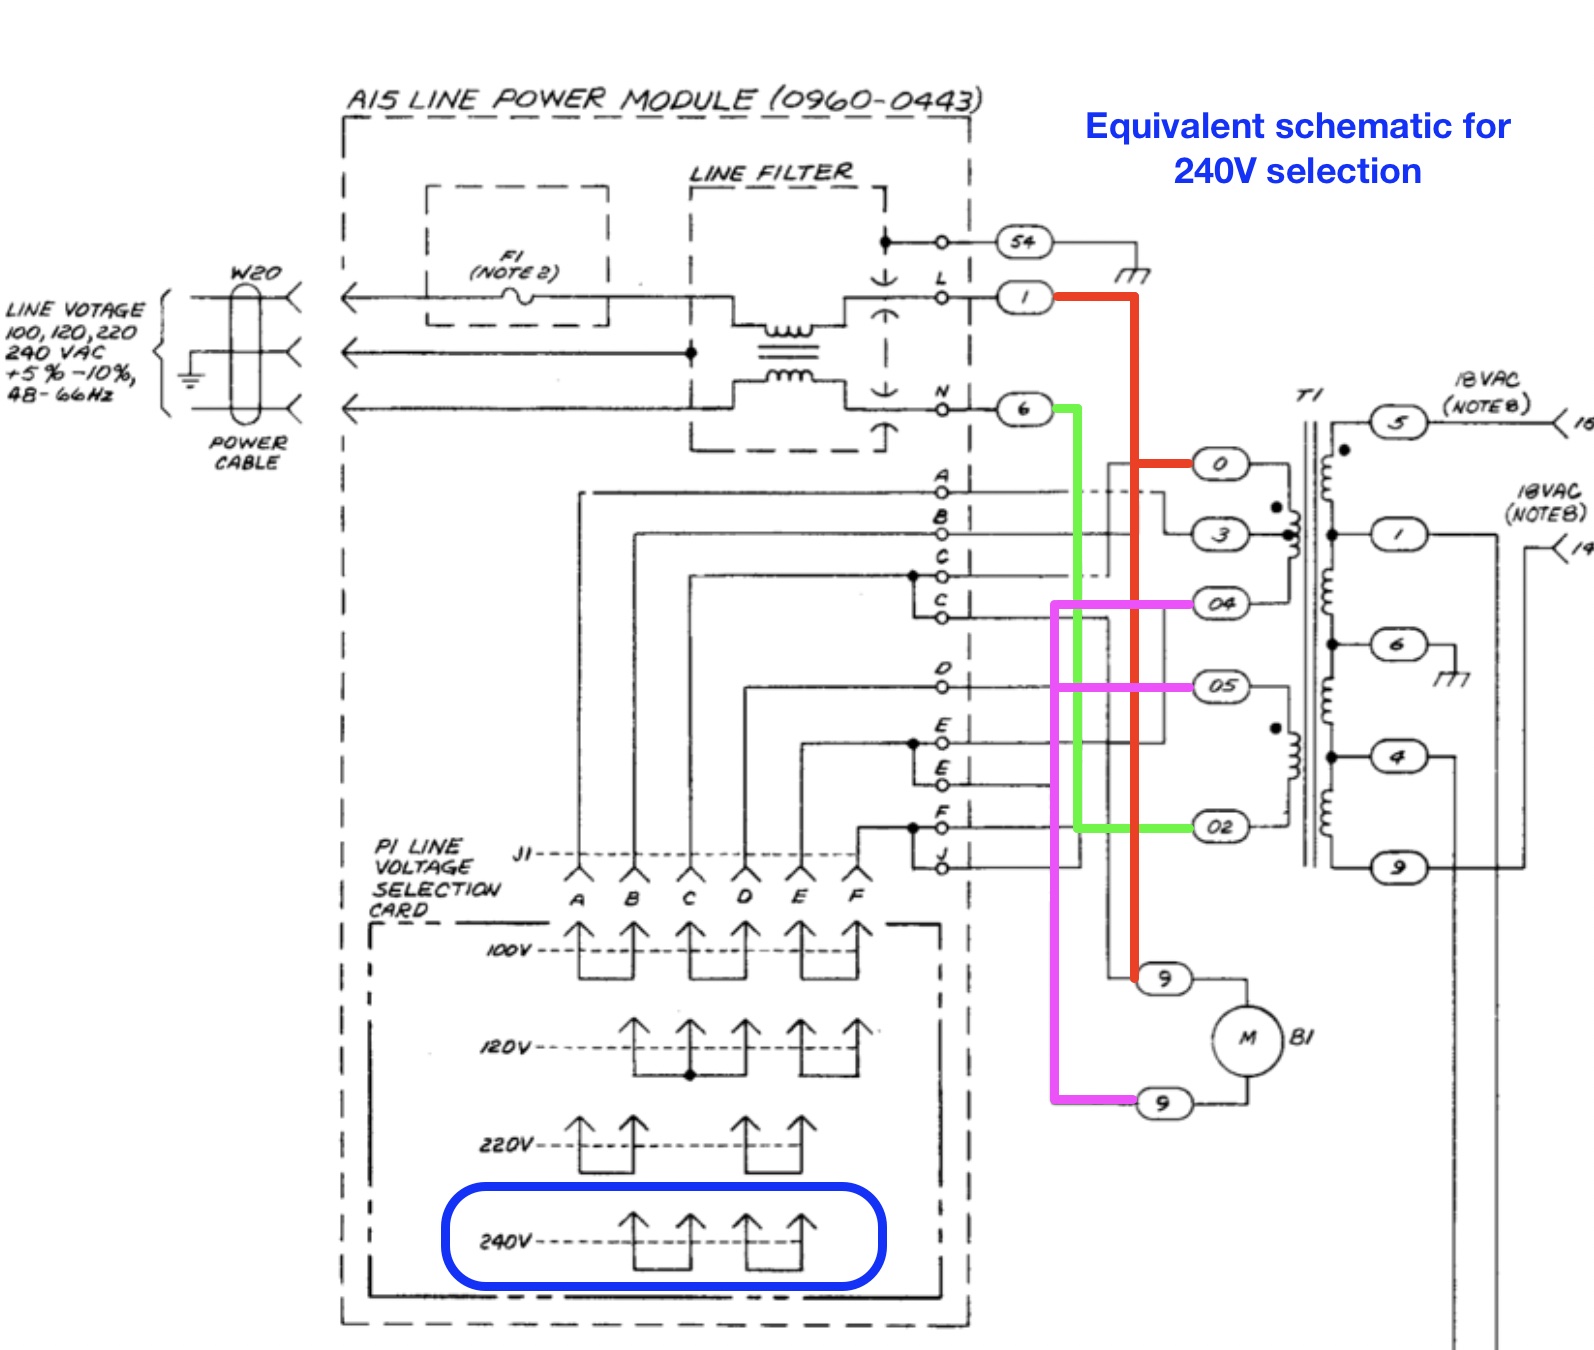 A15 LINE POWER MODULE (0960-0443)
Equivalent schematic for
240V selection
LINE FILTER
F1
(NOTE 2)
W20
LINE VOTAGE
100, 120, 220
240 VAC
+5% -10%,
48-66Hz
POWER
CABLE
54
L
1
N
6
A
B
C
C
D
E
E
F
J
T1
0
3
04
05
02
5
1
6
4
9
18VAC
(NOTE 8)
18VAC
(NOTE 8)
14
9
M
B1
9
P1 LINE
VOLTAGE
SELECTION
CARD
J1
A B C D E F
100V
120V
220V
240V